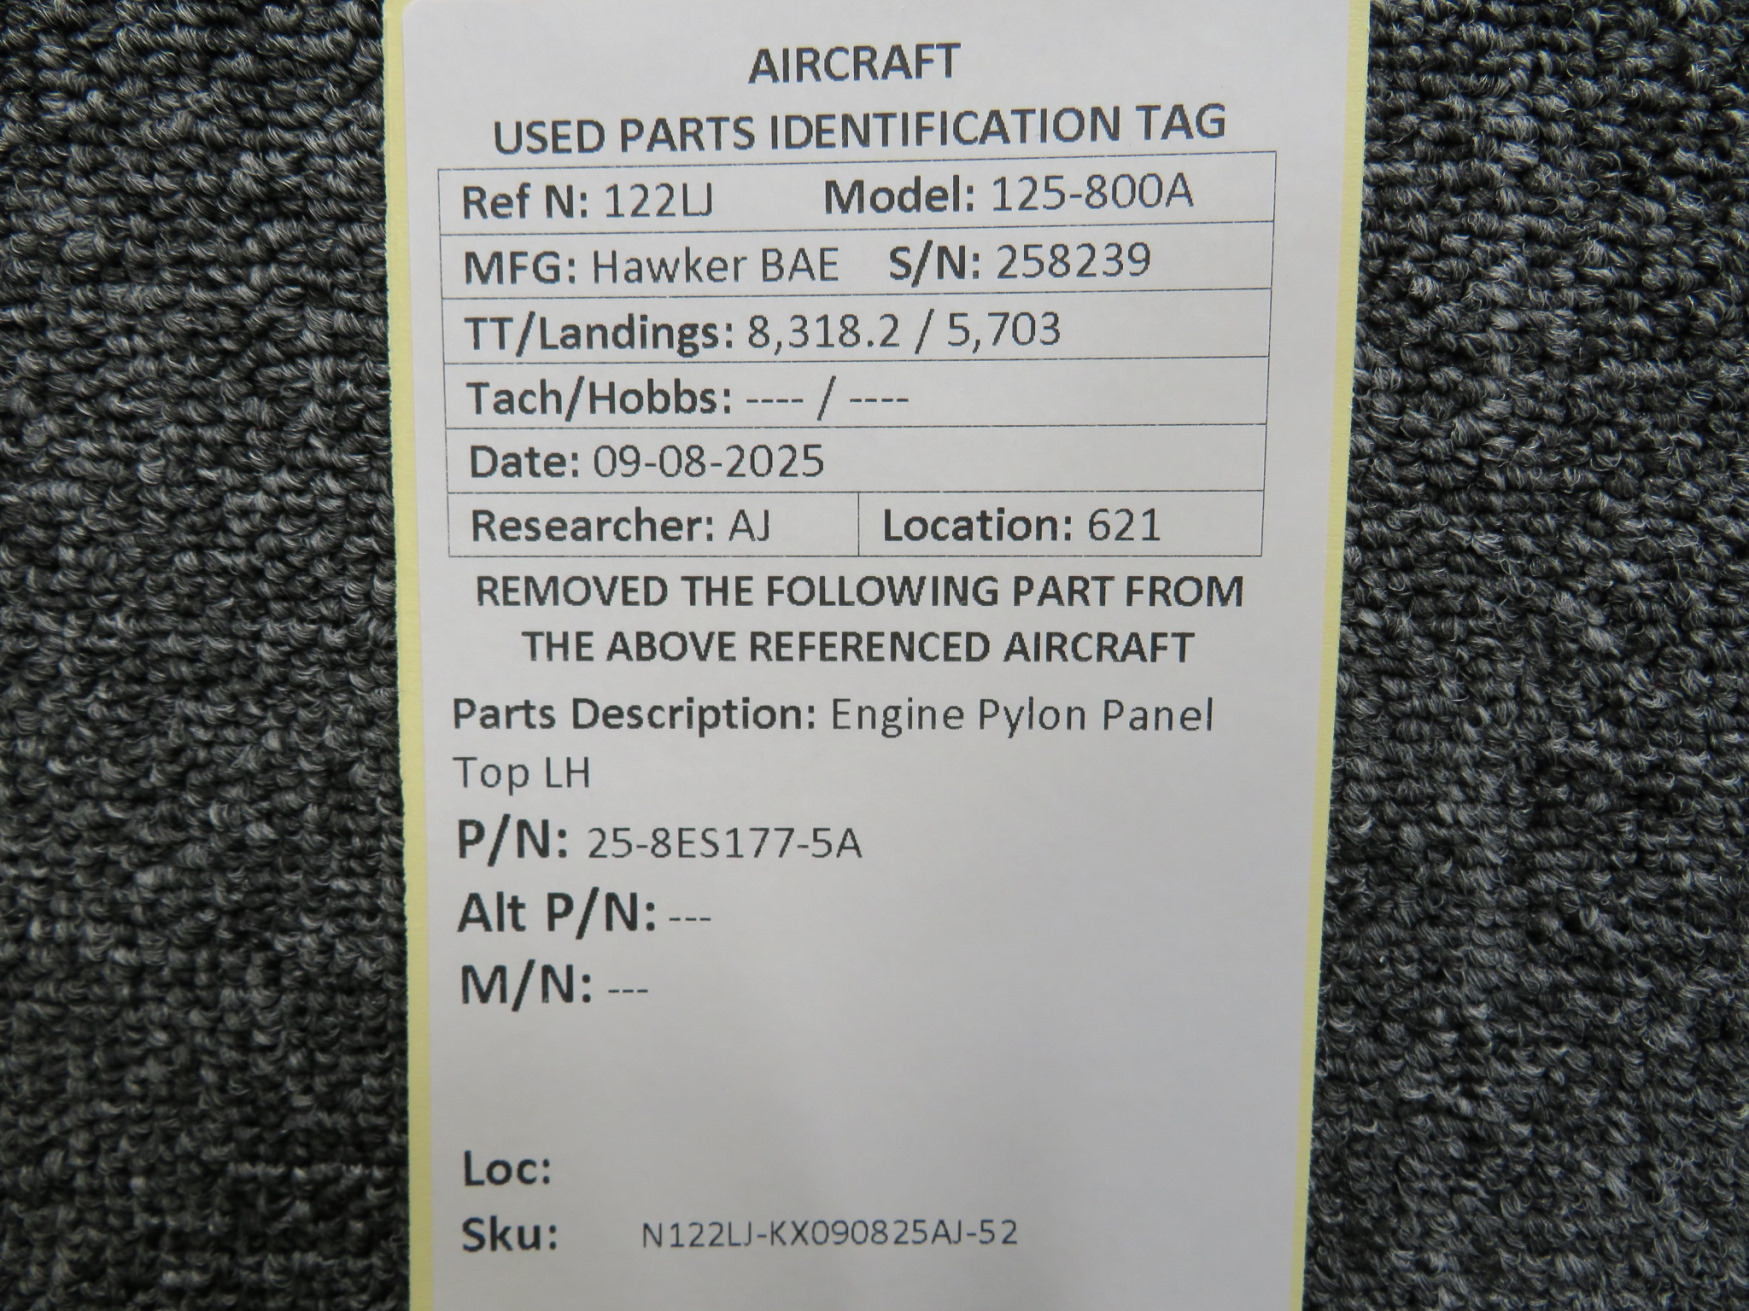 AIRCRAFT
USED PARTS IDENTIFICATION TAG
Ref N: 122LJ Model: 125-800A
MFG: Hawker BAE S/N: 258239
TT/Landings: 8,318.2 / 5,703
Tach/Hobbs: ---- / ----
Date: 09-08-2025
Researcher: AJ Location: 621
REMOVED THE FOLLOWING PART FROM
THE ABOVE REFERENCED AIRCRAFT
Parts Description: Engine Pylon Panel
Top LH
P/N: 25-8ES177-5A
Alt P/N: ---
M/N: ---
Loc:
Sku: N122LJ-KX090825AJ-52